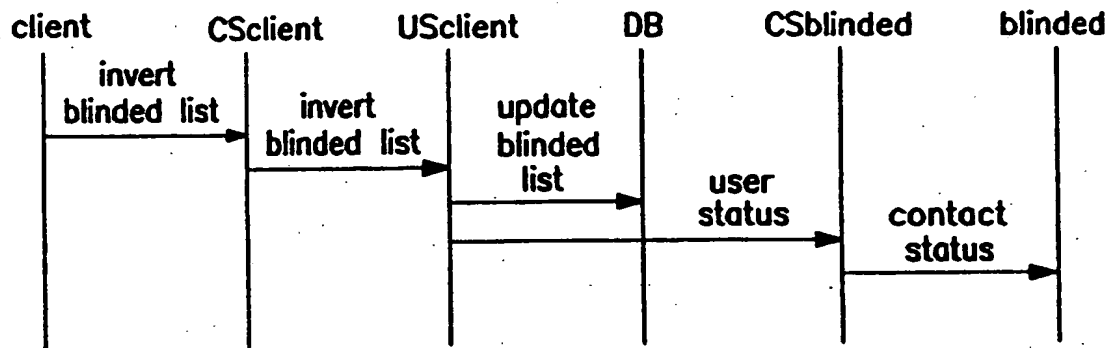 client CSclient USclient DB CSblinded blinded
invert
blinded list
invert
blinded list
update
blinded
list
user
status
contact
status